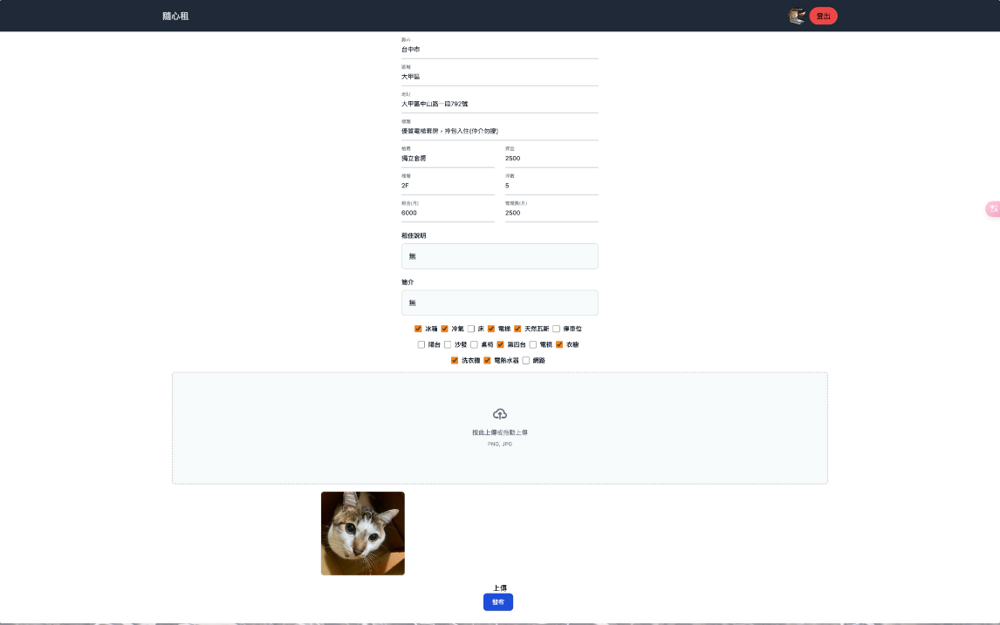 隨心租
登出
縣市
台中市
區域
大甲區
地址
大甲區中山路一段792號
標題
優質電梯套房，拎包入住(仲介勿擾)
格局 押金
獨立套房 2500
樓層 坪數
2F 5
租金(月) 管理費(月)
6000 2500
租住說明
無
簡介
無
冰箱 冷氣 床 電梯 天然瓦斯 停車位
陽台 沙發 桌椅 第四台 電視 衣櫥
洗衣機 電熱水器 網路
按此上傳或拖動上傳
PNG, JPG
上傳
發布